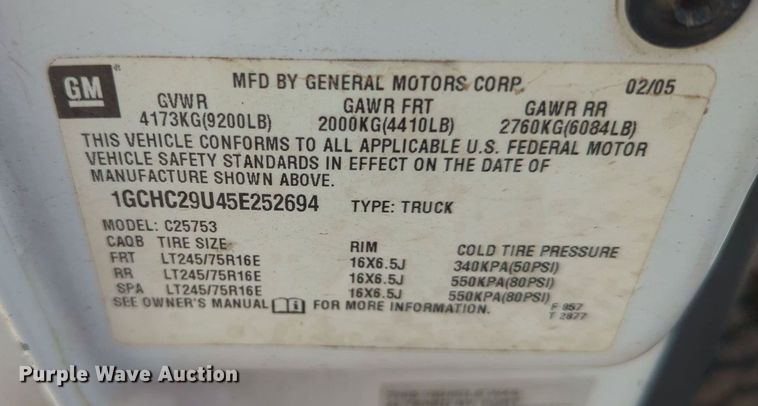 GM
MFD BY GENERAL MOTORS CORP. 02/05
GVWR GAWR FRT GAWR RR
4173KG(9200LB) 2000KG(4410LB) 2760KG(6084LB)
THIS VEHICLE CONFORMS TO ALL APPLICABLE U.S. FEDERAL MOTOR
VEHICLE SAFETY STANDARDS IN EFFECT ON THE DATE OF
MANUFACTURE SHOWN ABOVE.
1GCHC29U45E252694 TYPE: TRUCK
MODEL: C25753
CAQB TIRE SIZE RIM COLD TIRE PRESSURE
FRT LT245/75R16E 16X6.5J 340KPA(50PSI)
RR LT245/75R16E 16X6.5J 550KPA(80PSI)
SPA LT245/75R16E 16X6.5J 550KPA(80PSI)
SEE OWNER'S MANUAL FOR MORE INFORMATION.
F 857
T 2877
Purple Wave Auction